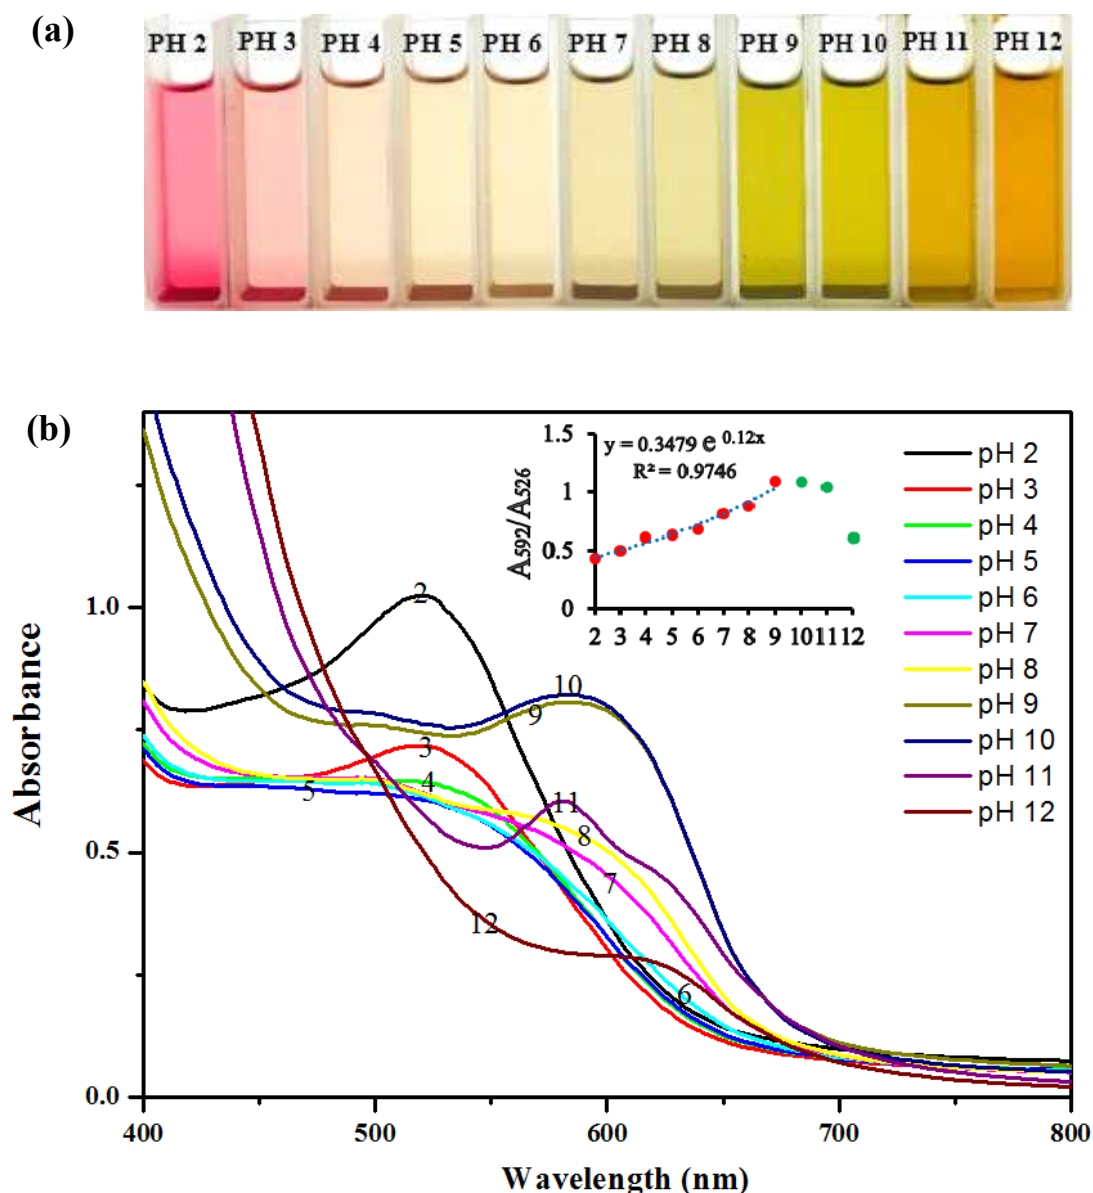 (a)
PH 2 PH 3 PH 4 PH 5 PH 6 PH 7 PH 8 PH 9 PH 10 PH 11 PH 12
(b)
1.5
1
0.5
0
A592/A526
y = 0.3479 e 0.12x
R² = 0.9746
2 3 4 5 6 7 8 9 10 11 12
pH 2
pH 3
pH 4
pH 5
pH 6
pH 7
pH 8
pH 9
pH 10
pH 11
pH 12
1.0
0.5
0.0
Absorbance
2
10
9
3
4
5
11
8
7
12
6
400 500 600 700 800
Wavelength (nm)